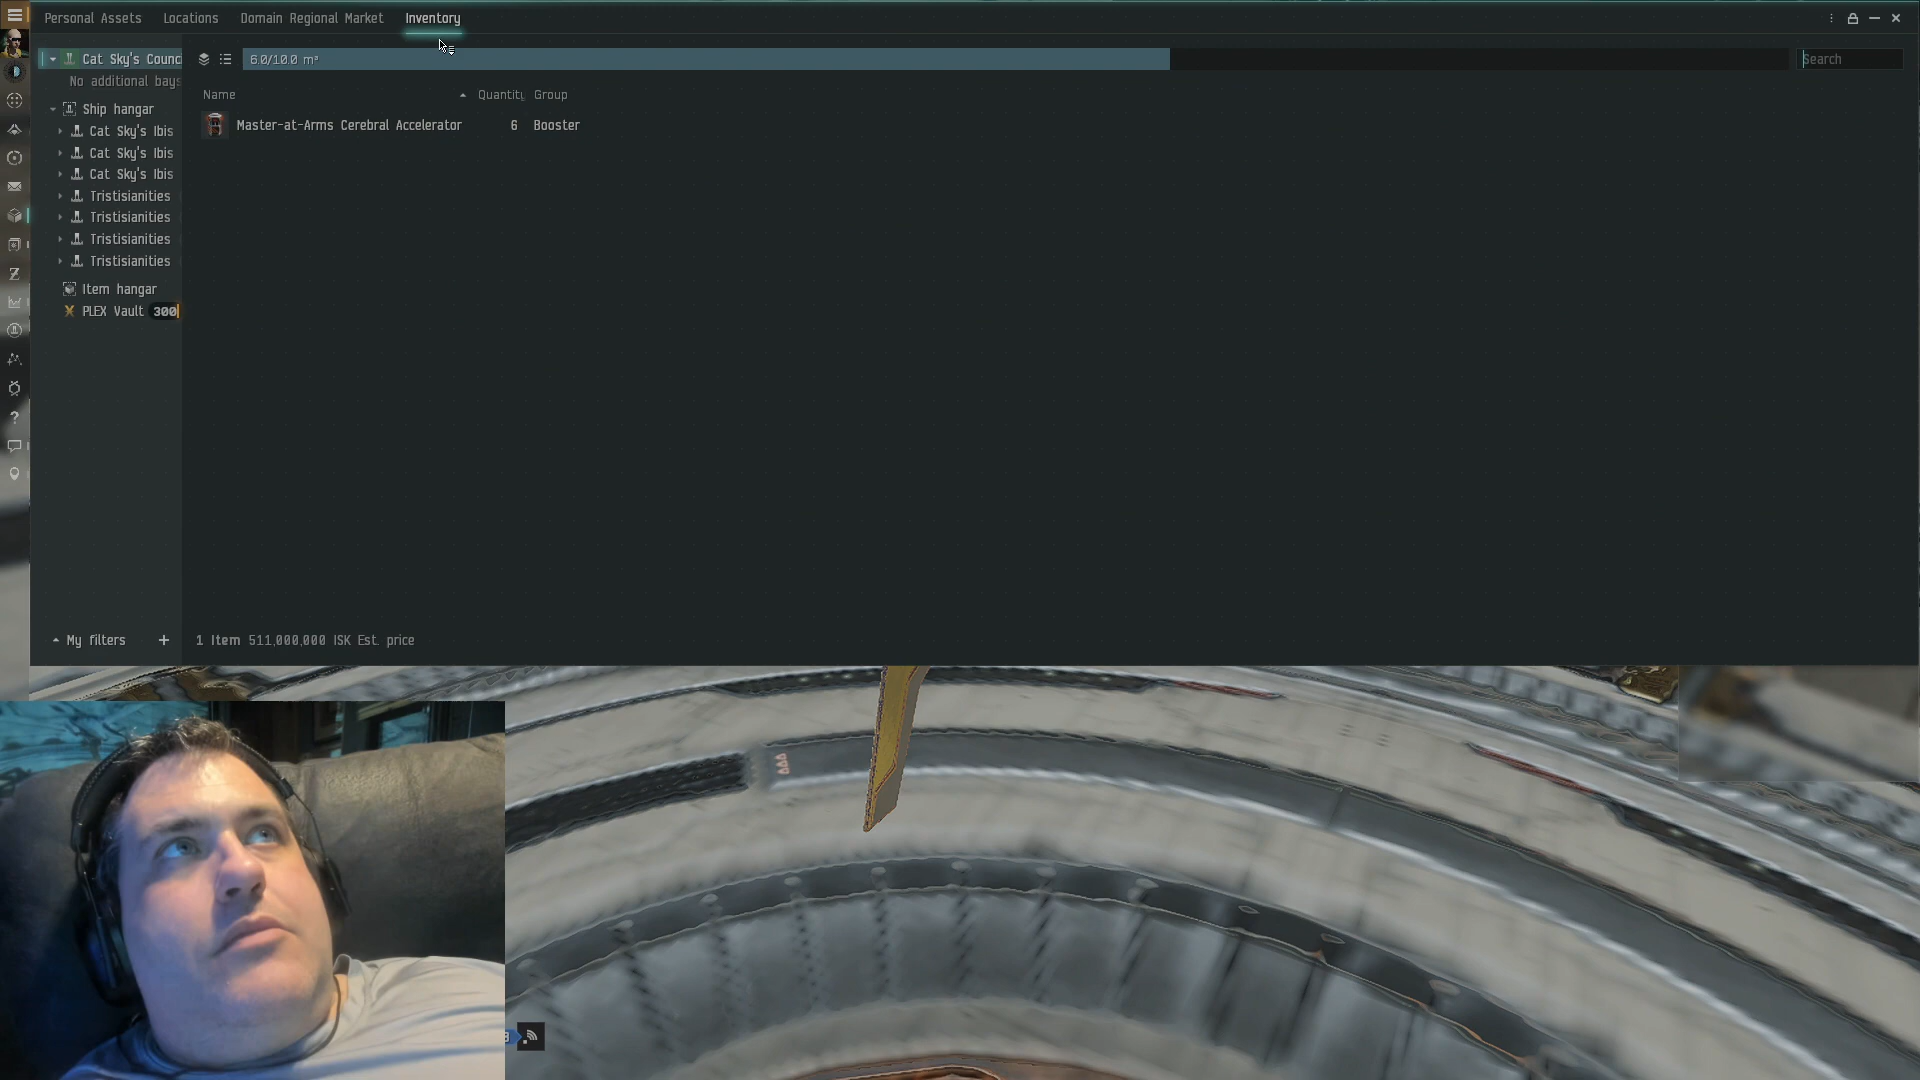 Personal Assets Locations Domain Regional Market Inventory
Cat Sky's Counc
6.0/10.0 m³
Search
No additional bays
Name Quantity Group
Master-at-Arms Cerebral Accelerator 6 Booster
Ship hangar
Cat Sky's Ibis
Cat Sky's Ibis
Cat Sky's Ibis
Tristisianities
Tristisianities
Tristisianities
Tristisianities
Item hangar
PLEX Vault 300
My filters +
1 Item 511,000,000 ISK Est. price